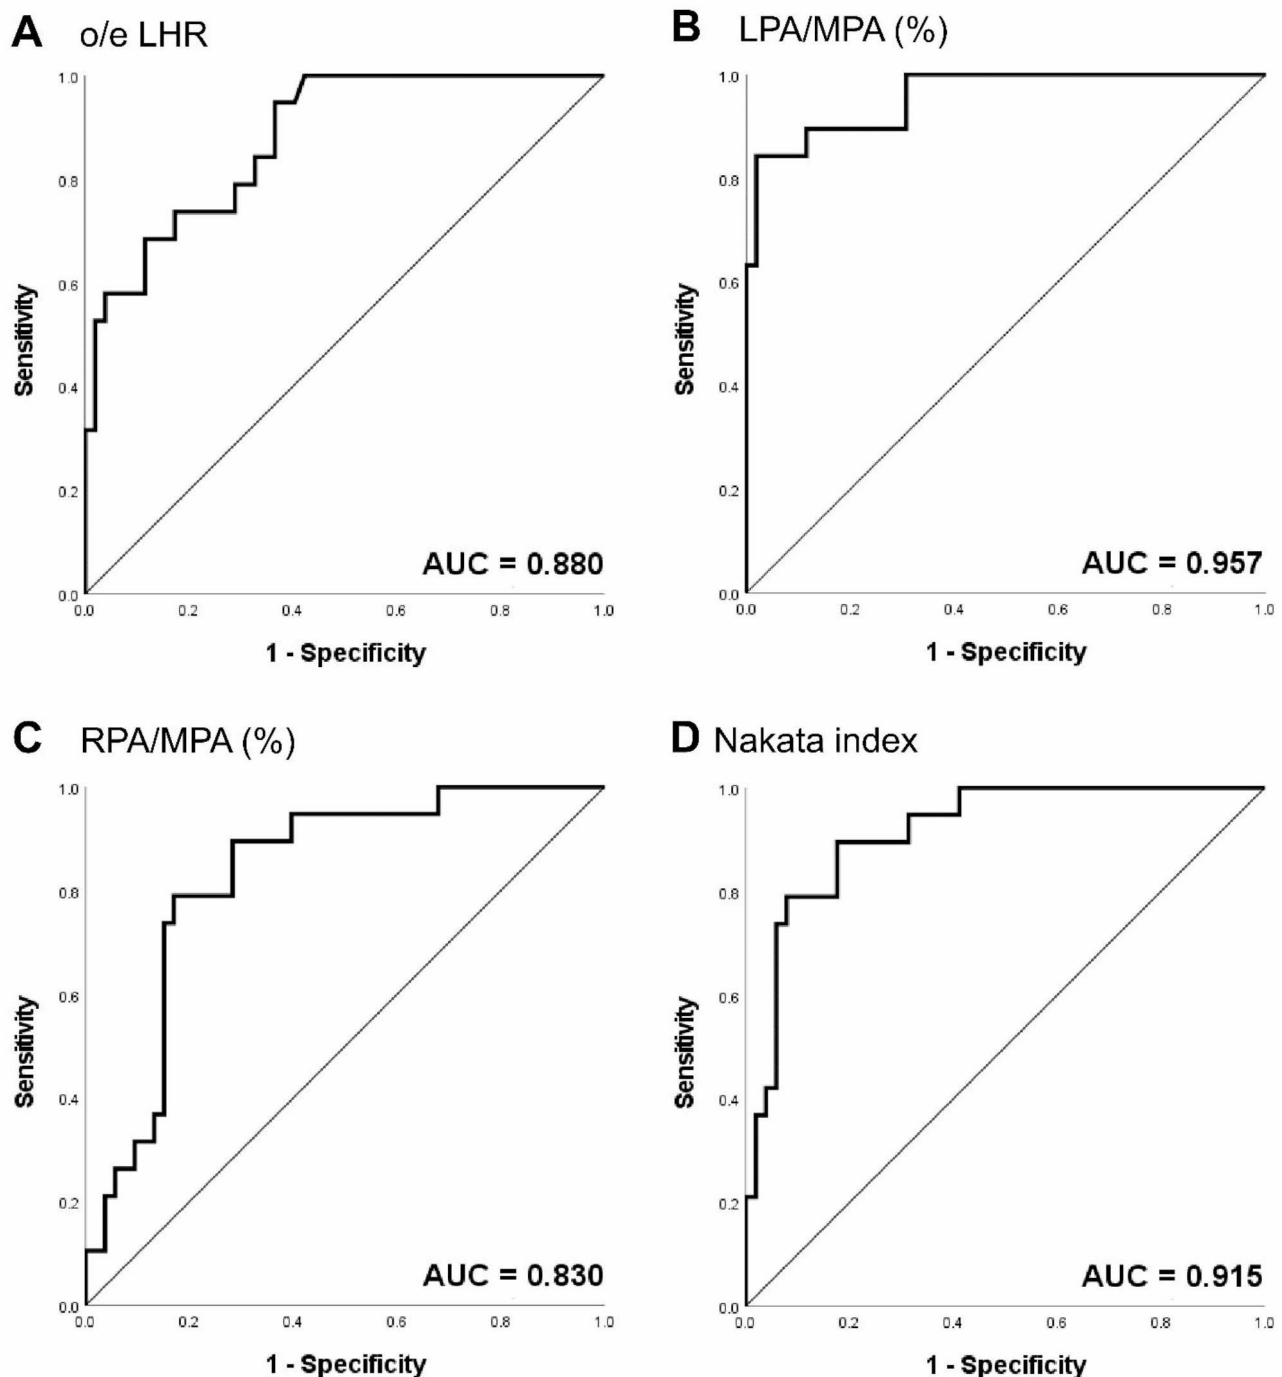 A o/e LHR
1.0
0.8
0.6
0.4
0.2
0.0
Sensitivity
AUC = 0.880
0.0 0.2 0.4 0.6 0.8 1.0
1 - Specificity
B LPA/MPA (%)
1.0
0.8
0.6
0.4
0.2
0.0
Sensitivity
AUC = 0.957
0.0 0.2 0.4 0.6 0.8 1.0
1 - Specificity
C RPA/MPA (%)
1.0
0.8
0.6
0.4
0.2
0.0
Sensitivity
AUC = 0.830
0.0 0.2 0.4 0.6 0.8 1.0
1 - Specificity
D Nakata index
1.0
0.8
0.6
0.4
0.2
0.0
Sensitivity
AUC = 0.915
0.0 0.2 0.4 0.6 0.8 1.0
1 - Specificity